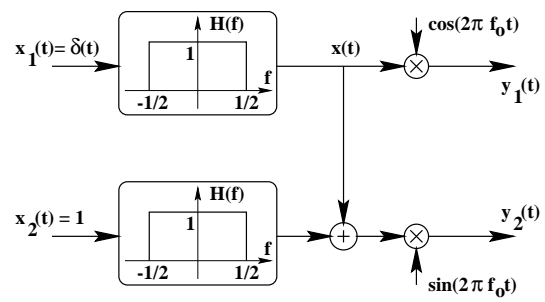 x1(t)= δ(t)
H(f)
1
f
-1/2 1/2
x(t)
cos(2π fot)
×
y1(t)
x2(t) = 1
H(f)
1
f
-1/2 1/2
+
×
y2(t)
sin(2π fot)